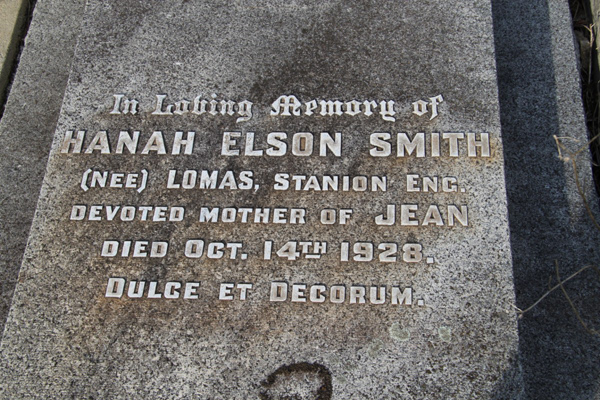 In Loving Memory of
HANAH ELSON SMITH
(NEE) LOMAS, STANION ENG.
DEVOTED MOTHER OF JEAN
DIED OCT. 14TH 1928.
DULCE ET DECORUM.